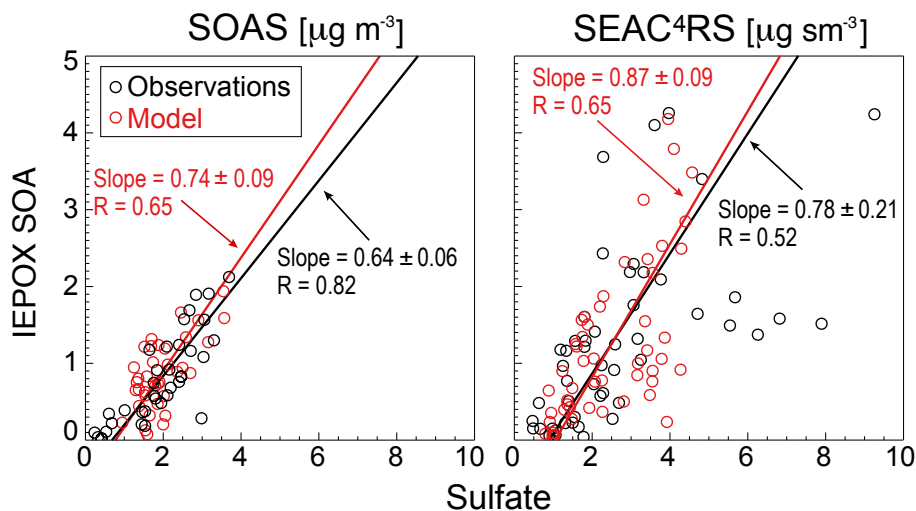 SOAS [μg m-3]
SEAC4RS [μg sm-3]
5
4
3
2
1
0
IEPOX SOA
Observations
Model
Slope = 0.74 ± 0.09
R = 0.65
Slope = 0.64 ± 0.06
R = 0.82
Slope = 0.87 ± 0.09
R = 0.65
Slope = 0.78 ± 0.21
R = 0.52
0 2 4 6 8 10
0 2 4 6 8 10
Sulfate